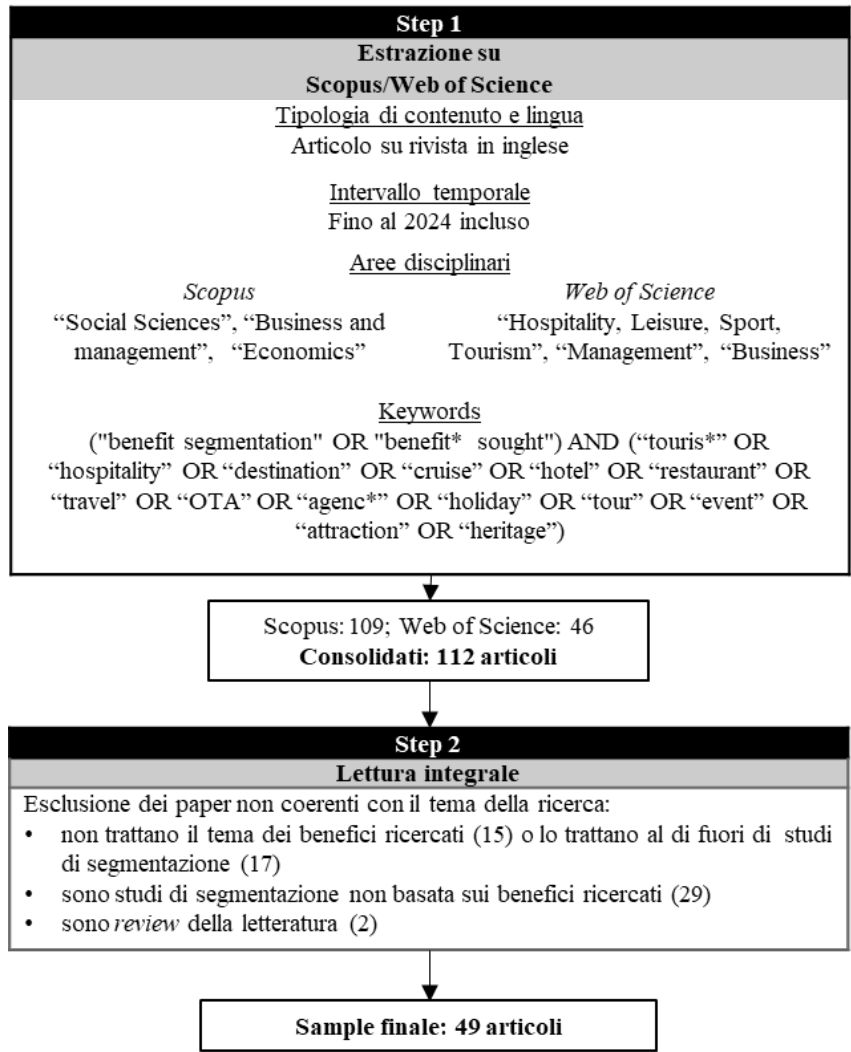 Step 1
Estrazione su
Scopus/Web of Science
Tipologia di contenuto e lingua
Articolo su rivista in inglese
Intervallo temporale
Fino al 2024 incluso
Aree disciplinari
Scopus
“Social Sciences”, “Business and
management”, “Economics”
Web of Science
“Hospitality, Leisure, Sport,
Tourism”, “Management”, “Business”
Keywords
("benefit segmentation" OR "benefit* sought") AND (“touris*” OR
“hospitality” OR “destination” OR “cruise” OR “hotel” OR “restaurant” OR
“travel” OR “OTA” OR “agenc*” OR “holiday” OR “tour” OR “event” OR
“attraction” OR “heritage”)
Scopus: 109; Web of Science: 46
Consolidati: 112 articoli
Step 2
Lettura integrale
Esclusione dei paper non coerenti con il tema della ricerca:
• non trattano il tema dei benefici ricercati (15) o lo trattano al di fuori di studi
di segmentazione (17)
• sono studi di segmentazione non basata sui benefici ricercati (29)
• sono review della letteratura (2)
Sample finale: 49 articoli